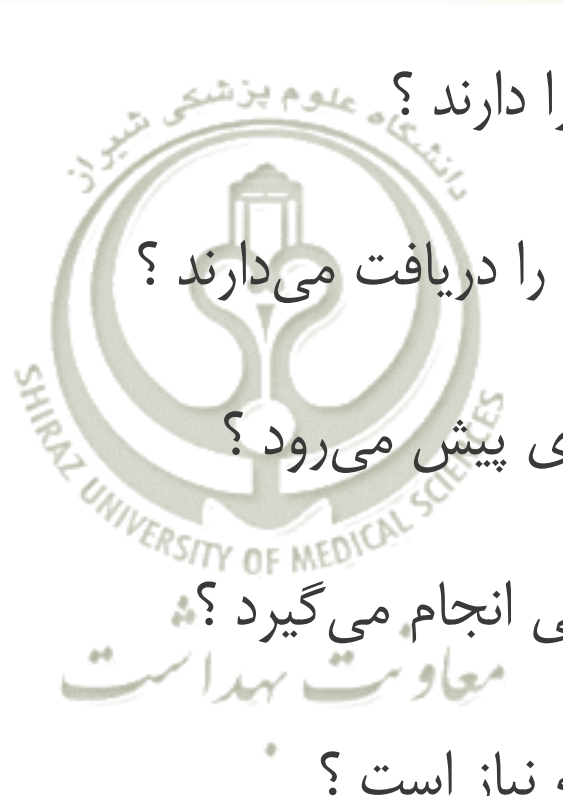 دانشگاه علوم پزشکی شیراز
را دارند ؟
را دریافت می‌دارند ؟
ی پیش می‌رود ؟
SHIRAZ UNIVERSITY OF MEDICAL SCIENCES
ی انجام می‌گیرد ؟
معاونت بهداشت
نیاز است ؟